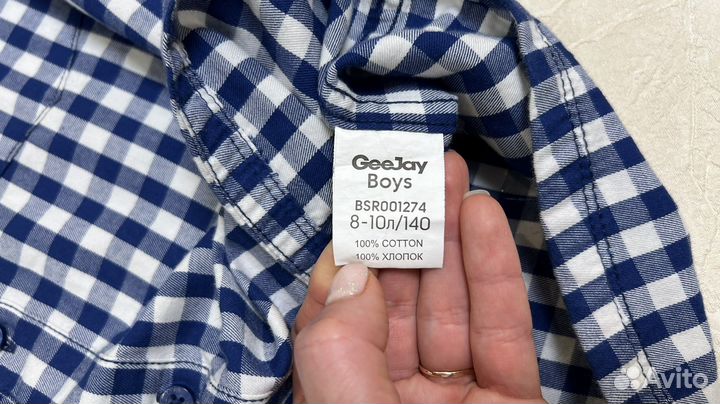 GeeJay
Boys
BSR001274
8-10л/140
100% COTTON
100% ХЛОПОК
Avito